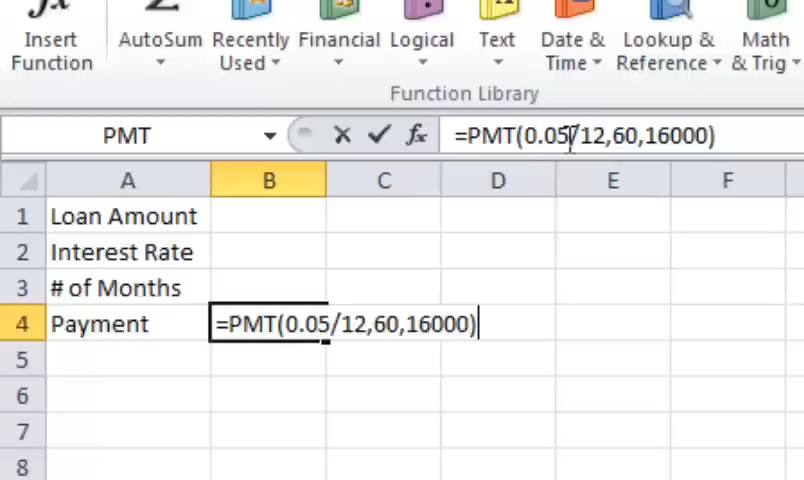 fx Σ
Insert Function AutoSum Recently Used Financial Logical Text Date & Time Lookup & Reference Math & Trig
Function Library
PMT fx =PMT(0.05/12,60,16000)
A B C D E F
1 Loan Amount
2 Interest Rate
3 # of Months
4 Payment =PMT(0.05/12,60,16000)
5
6
7
8